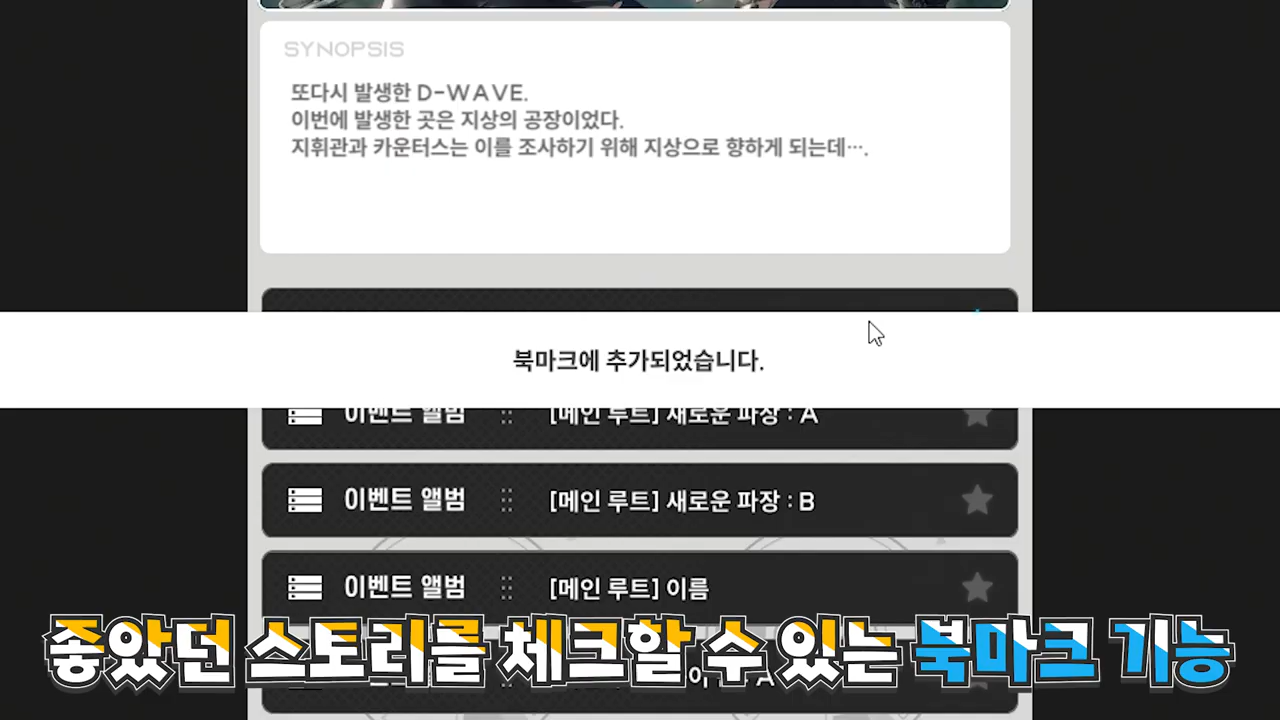 SYNOPSIS
또다시 발생한 D-WAVE.
이번에 발생한 곳은 지상의 공장이었다.
지휘관과 카운터스는 이를 조사하기 위해 지상으로 향하게 되는데….
북마크에 추가되었습니다.
이벤트 앨범 [메인 루트] 새로운 파장 : A
이벤트 앨범 [메인 루트] 새로운 파장 : B
이벤트 앨범 [메인 루트] 이름
좋았던 스토리를 체크할 수 있는 북마크 기능